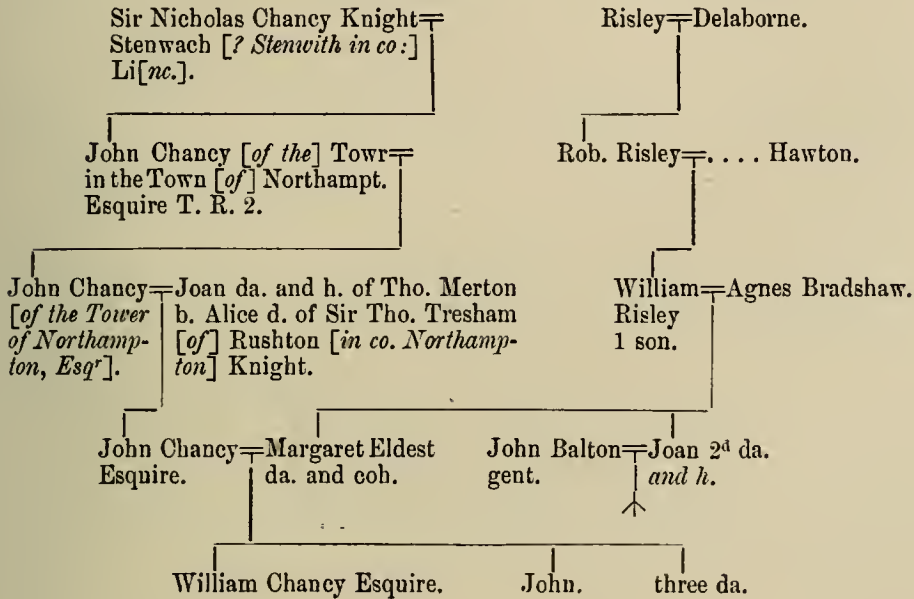 Sir Nicholas Chancy Knight
Stenwach [? Stenwith in co:]
Li[nc.].
Risley Delaborne.
John Chancy [of the] Towr
in the Town [of] Northampt.
Esquire T. R. 2.
Rob. Risley .... Hawton.
John Chancy
[of the Tower
of Northamp-
ton, Esqr].
Joan da. and h. of Tho. Merton
b. Alice d. of Sir Tho. Tresham
[of] Rushton [in co. Northamp-
ton] Knight.
William
Risley
1 son.
Agnes Bradshaw.
John Chancy
Esquire.
Margaret Eldest
da. and coh.
John Balton
gent.
Joan 2d da.
and h.
William Chancy Esquire.
John.
three da.